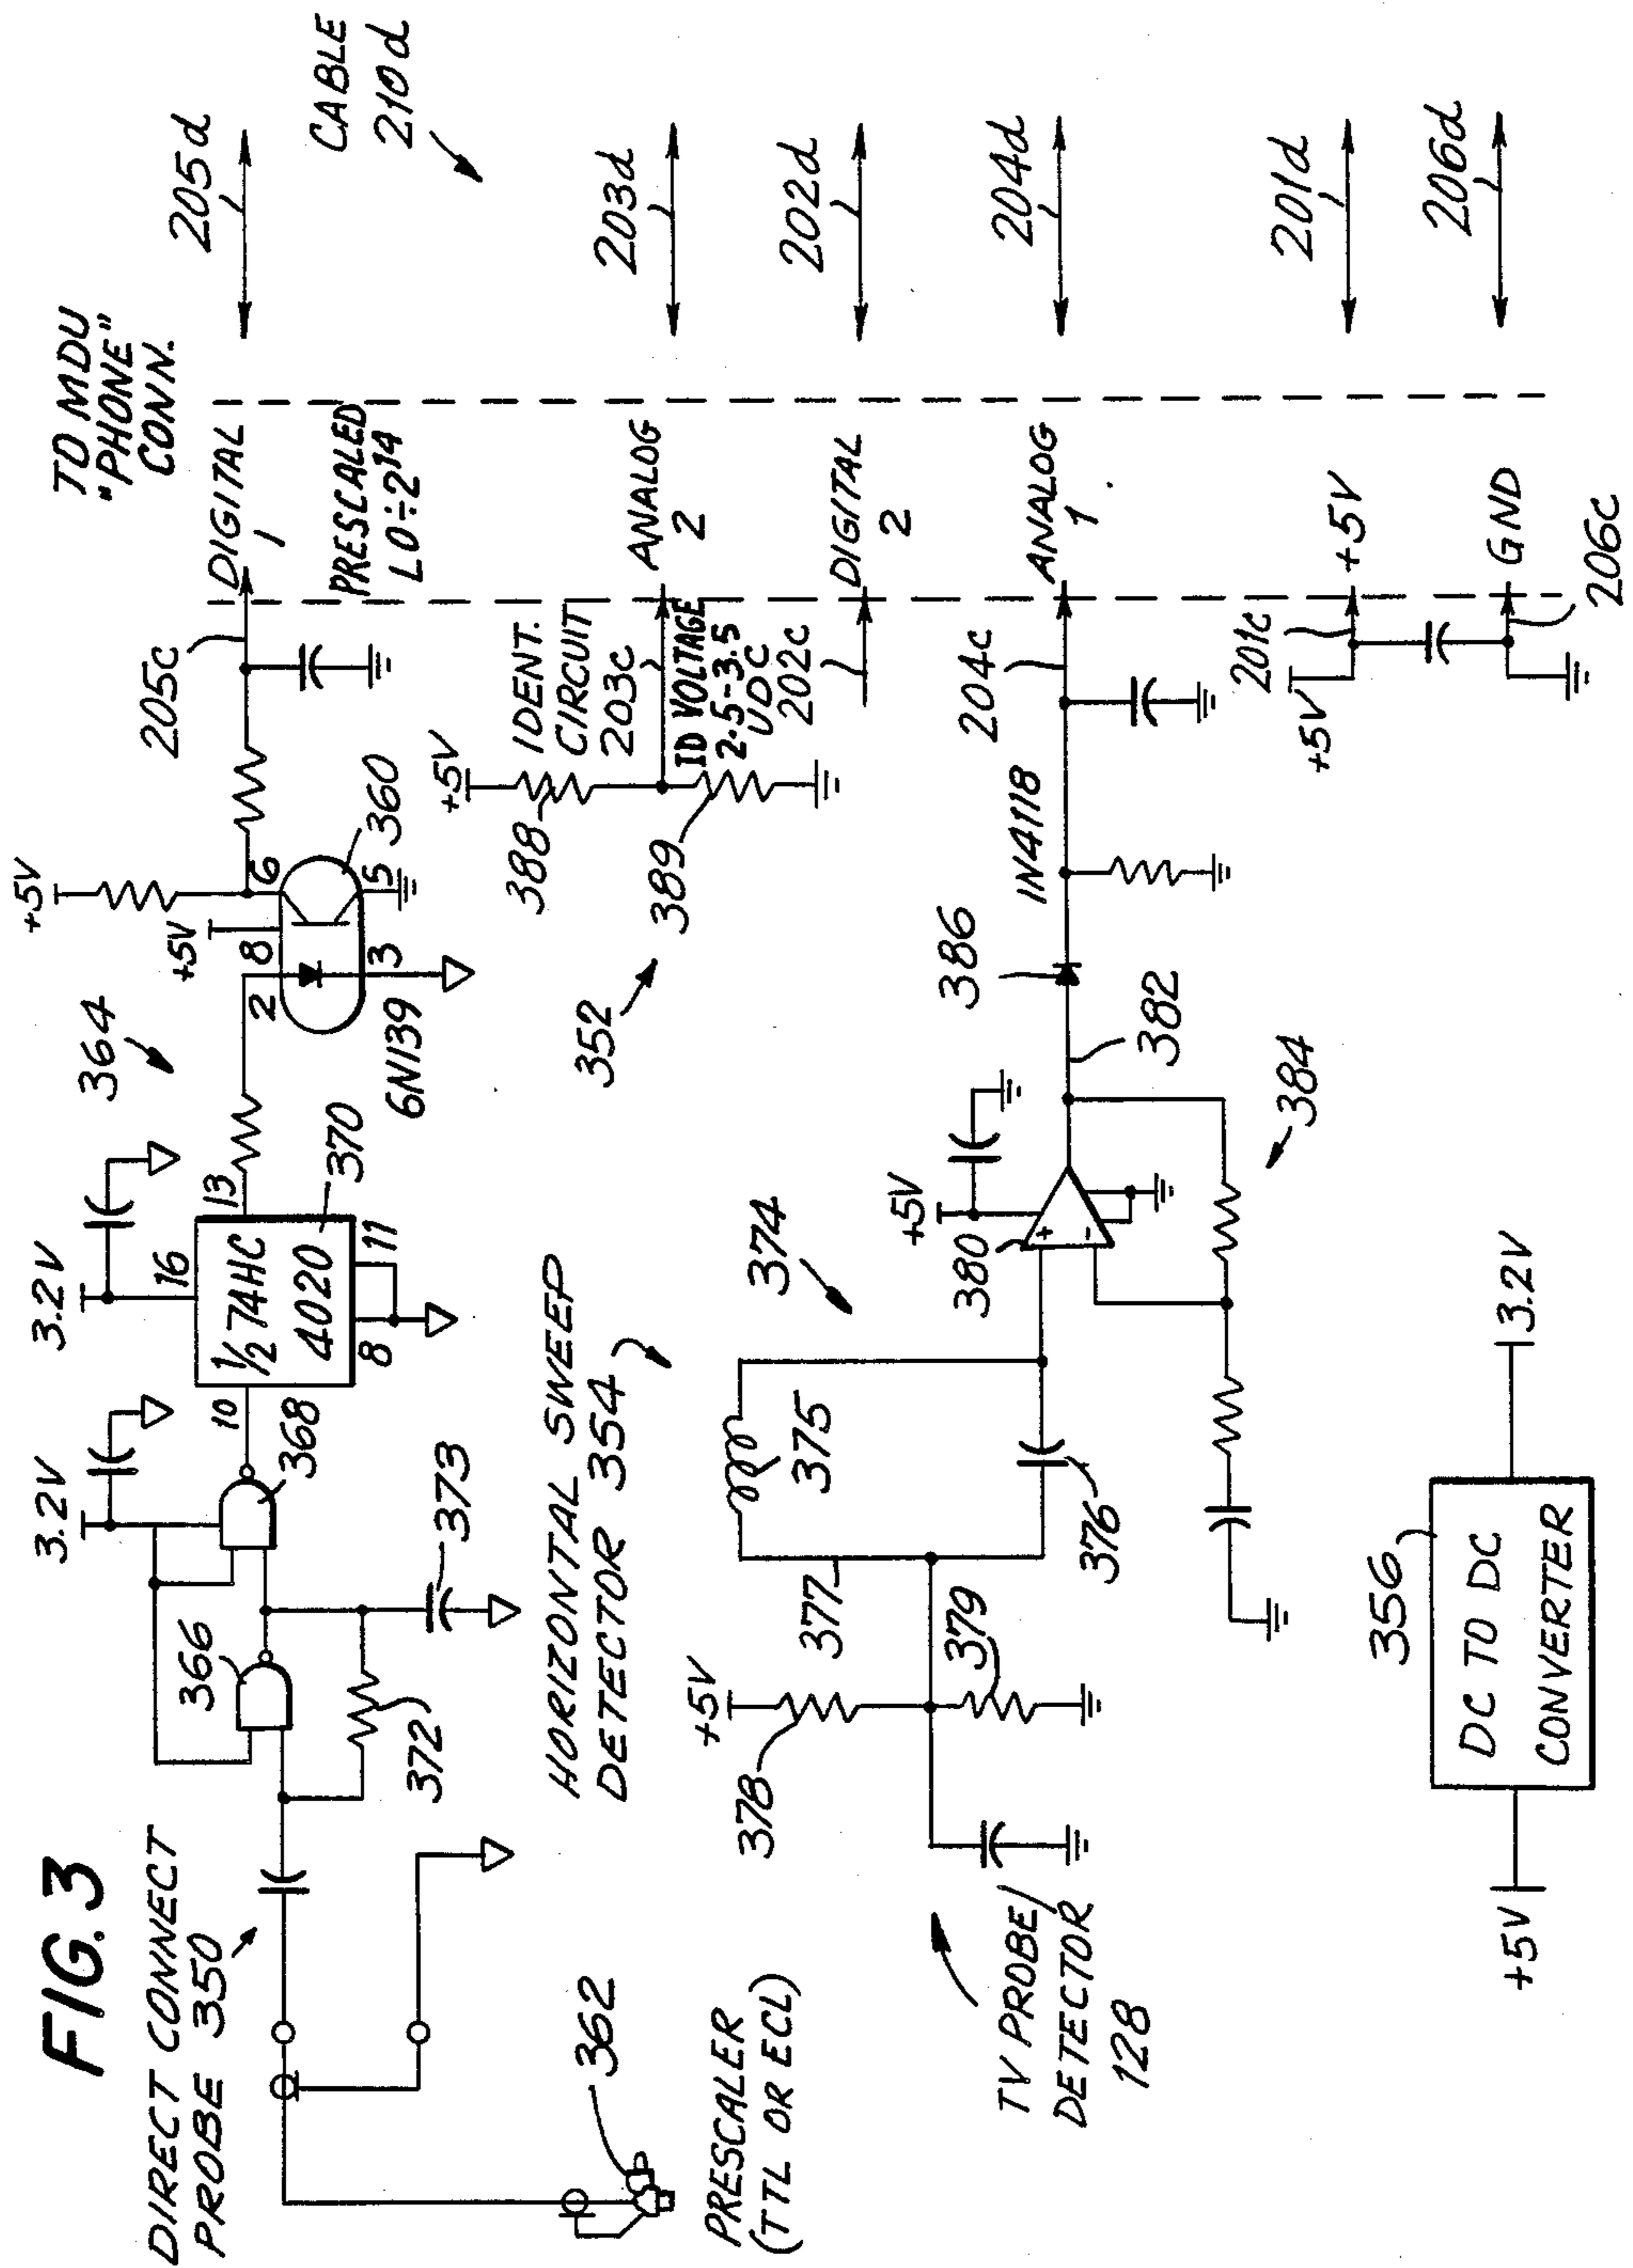 FIG. 3
DIRECT CONNECT
PROBE 350
362
PRESCALER
(TTL OR ECL)
366
372
373
3.2V
368
10
3.2V
16
1/2 74HC
4020
8
11
13
370
364
2
8
3
6N139
+5V
+5V
6
5
360
205C
DIGITAL
1
PRESCALED
LO÷2^14
TO MDU
"PHONE"
CONN.
205d
CABLE
210d
352
388
389
+5V
IDENT.
CIRCUIT
203C
ID VOLTAGE
2.5-3.5
VDC
202C
ANALOG
2
DIGITAL
2
203d
202d
HORIZONTAL SWEEP
DETECTOR 354
TV PROBE/
DETECTOR
128
+5V
378
379
377
375
376
374
380
+5V
+
-
382
384
386
IN4118
204C
ANALOG
1
204d
+5V
201C
+5V
201d
GND
206C
206d
+5V
DC TO DC
CONVERTER
356
3.2V